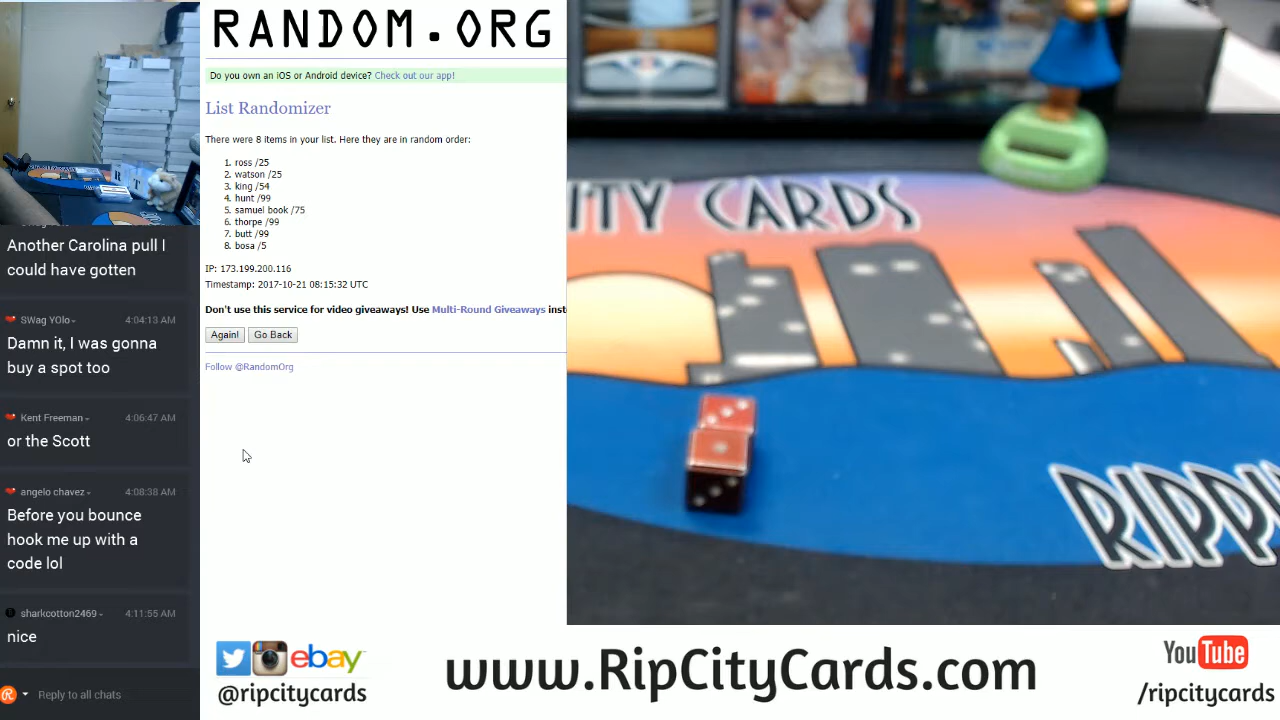 RANDOM.ORG
Do you own an iOS or Android device? Check out our app!
List Randomizer
There were 8 items in your list. Here they are in random order:
1. ross /25
2. watson /25
3. king /54
4. hunt /99
5. samuel book /75
6. thorpe /99
7. butt /99
8. bosa /5
IP: 173.199.200.116
Timestamp: 2017-10-21 08:15:32 UTC
Don't use this service for video giveaways! Use Multi-Round Giveaways inst
Again!
Go Back
Follow @RandomOrg
Another Carolina pull I
could have gotten
SWag YOlo 4:04:13 AM
Damn it, I was gonna
buy a spot too
Kent Freeman 4:06:47 AM
or the Scott
angelo chavez 4:08:38 AM
Before you bounce
hook me up with a
code lol
sharkcotton2469 4:11:55 AM
nice
Reply to all chats
CITY CARDS
RIPPI
ebay
@ripcitycards
www.RipCityCards.com
YouTube
/ripcitycards